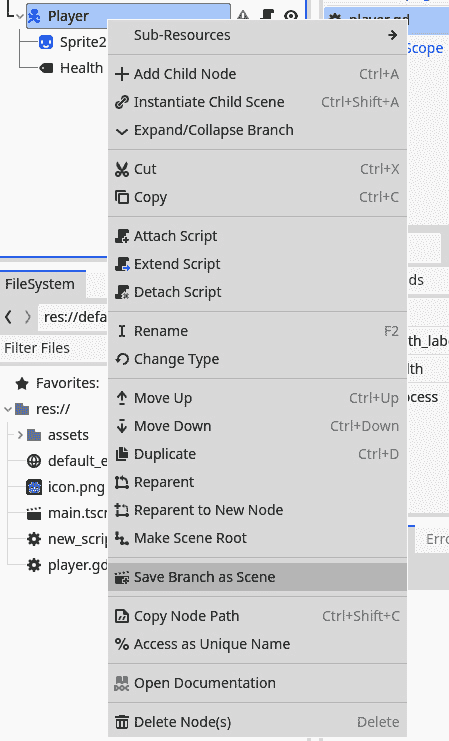 Player
player.gd
Sub-Resources
Scope
Sprite2
Health
Add Child Node Ctrl+A
Instantiate Child Scene Ctrl+Shift+A
Expand/Collapse Branch
Cut Ctrl+X
Copy Ctrl+C
Attach Script
Extend Script
Detach Script
Rename F2
Change Type
Move Up Ctrl+Up
Move Down Ctrl+Down
Duplicate Ctrl+D
Reparent
Reparent to New Node
Make Scene Root
Save Branch as Scene
Copy Node Path Ctrl+Shift+C
Access as Unique Name
Open Documentation
Delete Node(s) Delete
FileSystem
res://defa
Filter Files
Favorites:
res://
assets
default_e
icon.png
main.tscr
new_scrip
player.gd
ds
th_labe
lth
ocess
Erro